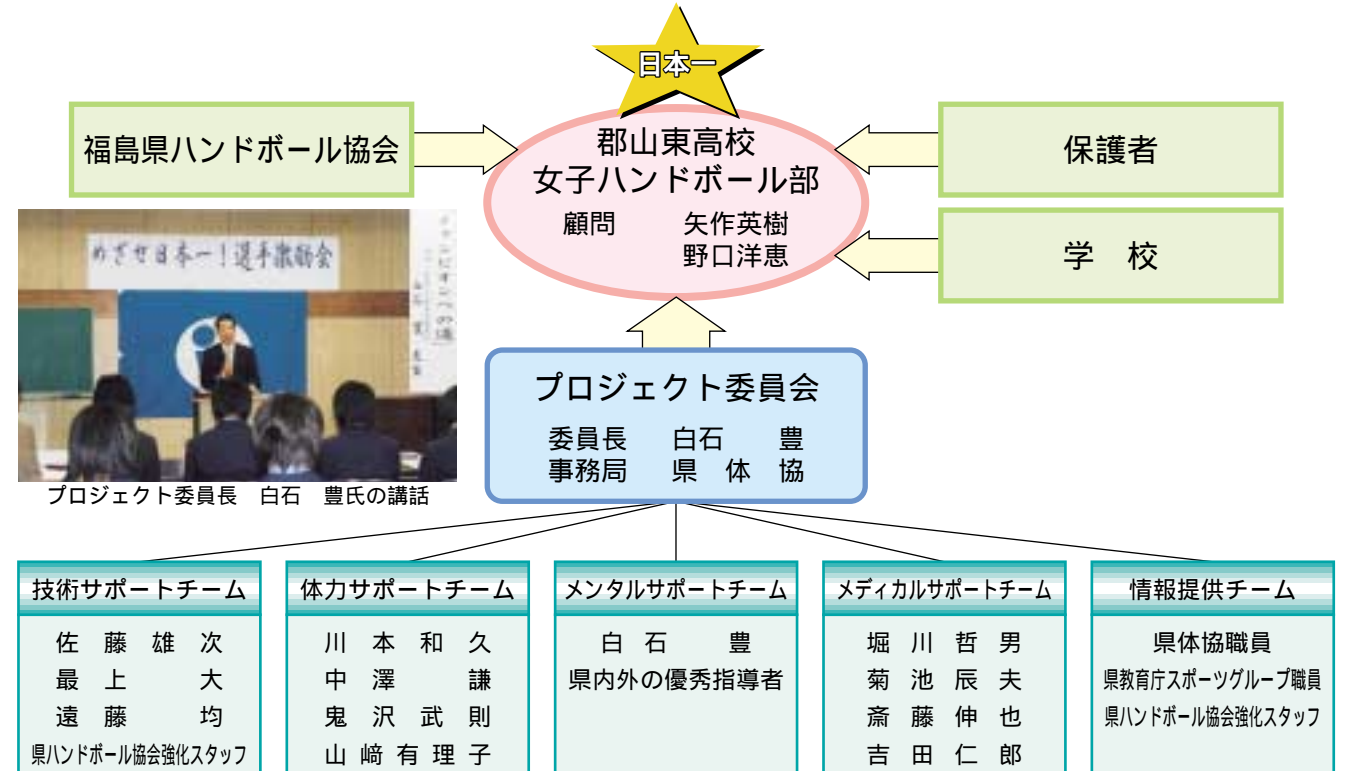 日本一
福島県ハンドボール協会
郡山東高校
女子ハンドボール部
顧問 矢作英樹
野口洋恵
保護者
学 校
めざせ日本一!選手激励会
チャンピオンへの道
プロジェクト委員長 白石 豊氏の講話
プロジェクト委員会
委員長 白石 豊
事務局 県体協
技術サポートチーム
佐藤雄次
最上 大
遠藤 均
県ハンドボール協会強化スタッフ
体力サポートチーム
川本和久
中澤 謙
鬼沢武則
山﨑有理子
メンタルサポートチーム
白石 豊
県内外の優秀指導者
メディカルサポートチーム
堀川哲男
菊池辰夫
斎藤伸也
吉田仁郎
情報提供チーム
県体協職員
県教育庁スポーツグループ職員
県ハンドボール協会強化スタッフ